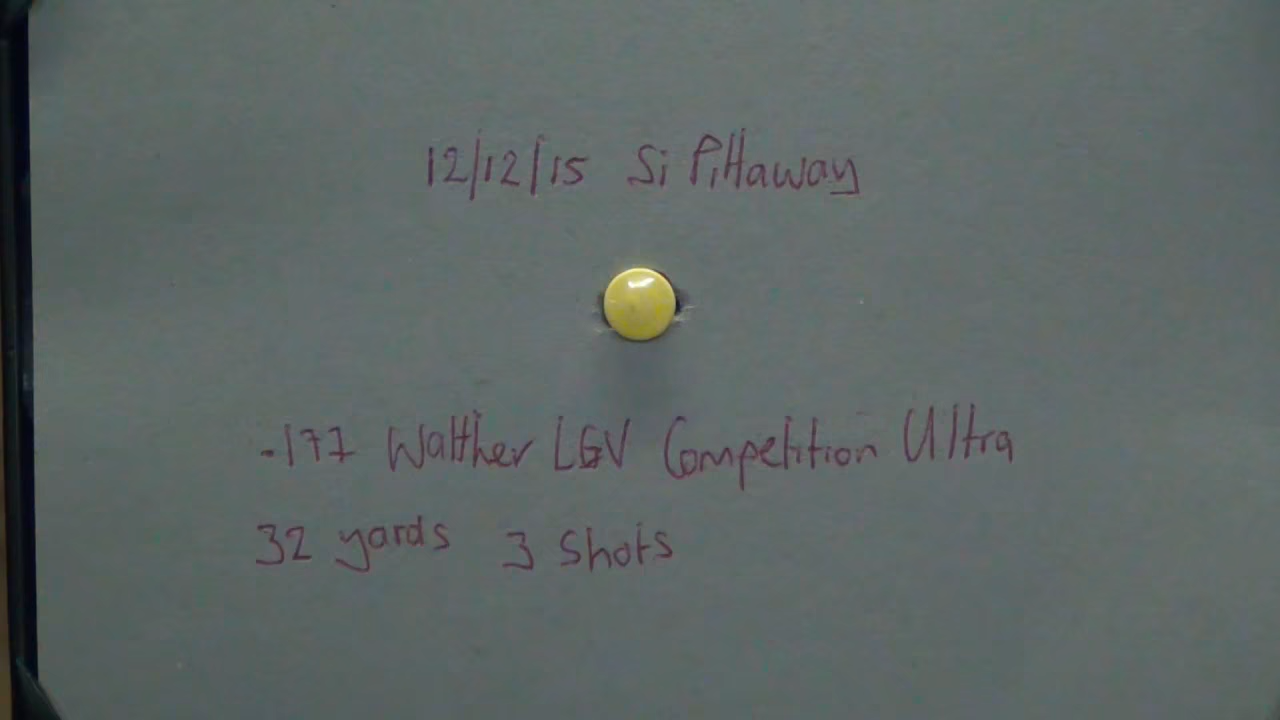 12/12/15 Si Pittaway
.177 Walther LGV Competition Ultra
32 yards 3 Shots